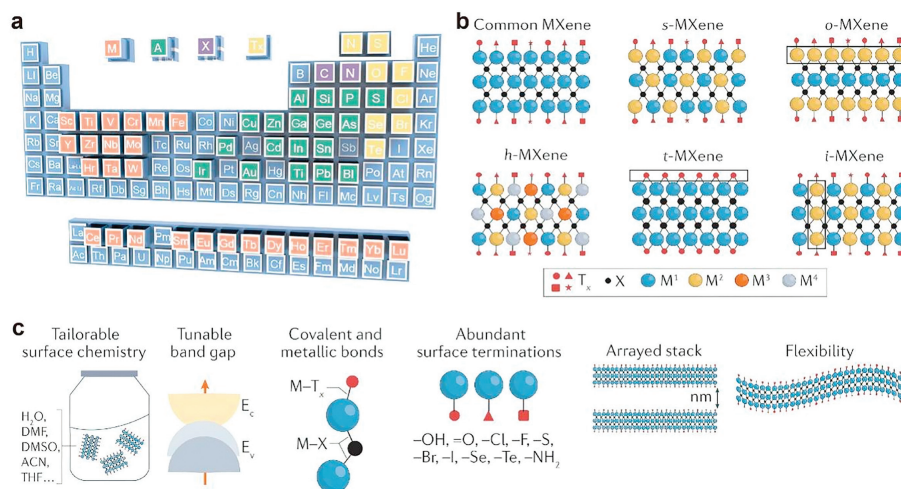 a
M A X Tx N S
H He
Li Be B C N O F Ne
Na Mg Al Si P S Cl Ar
K Ca Sc Ti V Cr Mn Fe Co Ni Cu Zn Ga Ge As Se Br Kr
Rb Sr Y Zr Nb Mo Tc Ru Rh Pd Ag Cd In Sn Sb Te I Xe
Cs Ba Hr Ta W Re Os Ir Pt Au Hg Ti Pb Bi Po At Rn
Fr Ra Rf Db Sg Bh Hs Mt Ds Rg Cn Nh Fl Mc Lv Ts Og
La Ce Pr Nd Pm Sm Eu Gd Tb Dy Ho Er Tm Yb Lu
Ac Th Pa U Np Pu Am Cm Bk Cf Es Fm Md No Lr
b
Common MXene s-MXene o-MXene
h-MXene t-MXene i-MXene
Tx X M¹ M² M³ M⁴
c
Tailorable
surface chemistry
H₂O,
DMF,
DMSO,
ACN,
THF...
Tunable
band gap
Ec
Ev
Covalent and
metallic bonds
M–Tx
M–X
Abundant
surface terminations
–OH, =O, –Cl, –F, –S,
–Br, –I, –Se, –Te, –NH₂
Arrayed stack
nm
Flexibility